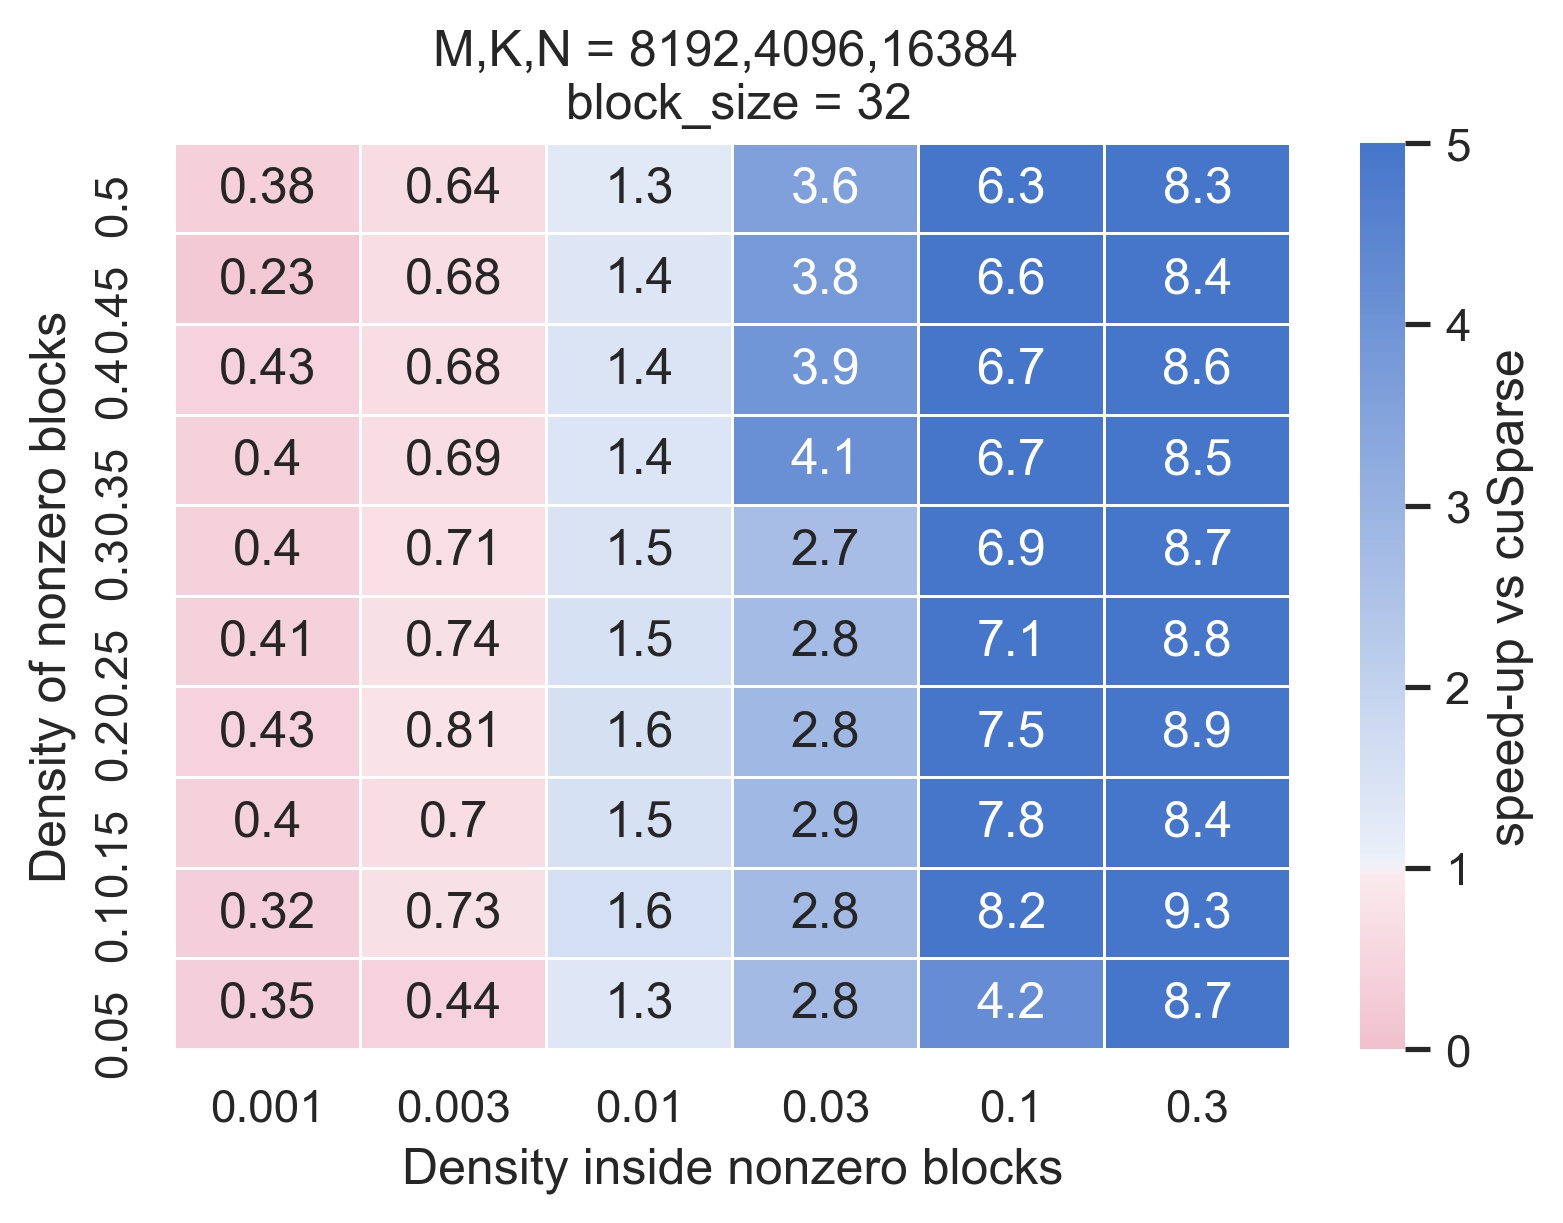 M,K,N = 8192,4096,16384
block_size = 32
Density of nonzero blocks
0.5 0.38 0.64 1.3 3.6 6.3 8.3
0.45 0.23 0.68 1.4 3.8 6.6 8.4
0.4 0.43 0.68 1.4 3.9 6.7 8.6
0.35 0.4 0.69 1.4 4.1 6.7 8.5
0.3 0.4 0.71 1.5 2.7 6.9 8.7
0.25 0.41 0.74 1.5 2.8 7.1 8.8
0.2 0.43 0.81 1.6 2.8 7.5 8.9
0.15 0.4 0.7 1.5 2.9 7.8 8.4
0.1 0.32 0.73 1.6 2.8 8.2 9.3
0.05 0.35 0.44 1.3 2.8 4.2 8.7
0.001 0.003 0.01 0.03 0.1 0.3
Density inside nonzero blocks
5
4
3
2
1
0
speed-up vs cuSparse